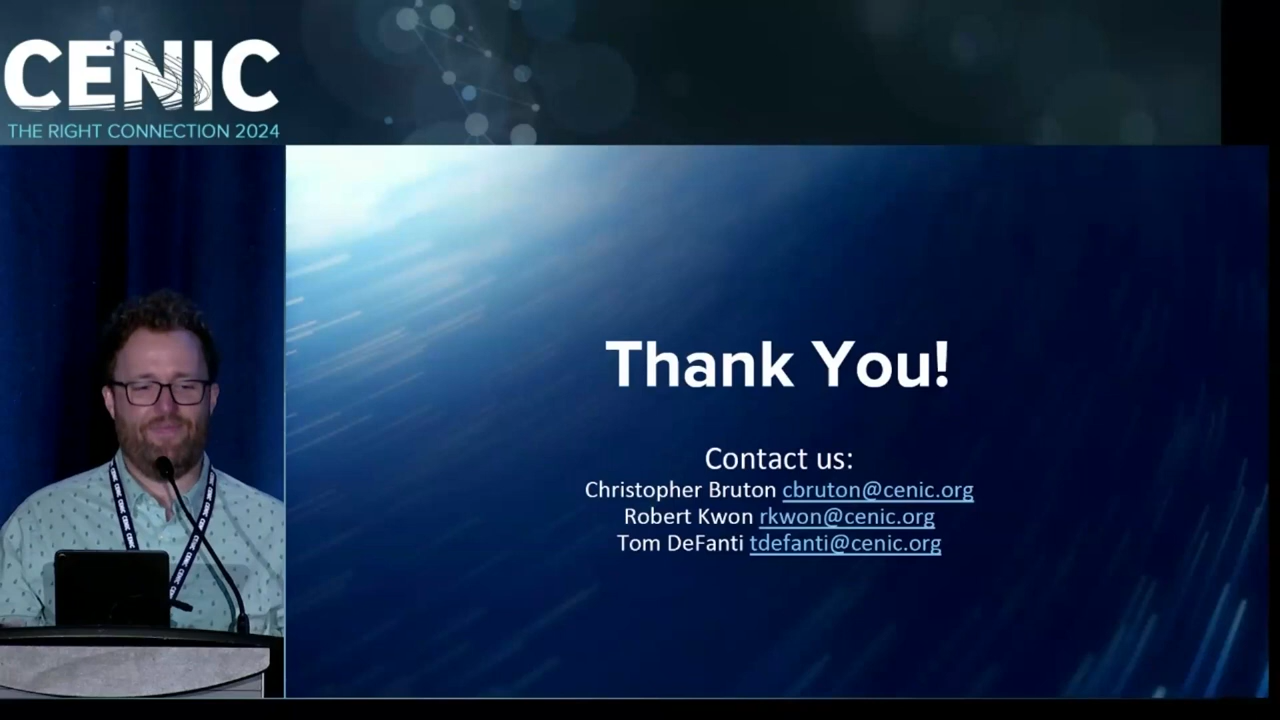 CENIC
THE RIGHT CONNECTION 2024
Thank You!
Contact us:
Christopher Bruton cbruton@cenic.org
Robert Kwon rkwon@cenic.org
Tom DeFanti tdefanti@cenic.org